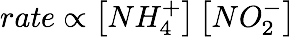 rate ∝ [NH₄⁺] [NO₂⁻]